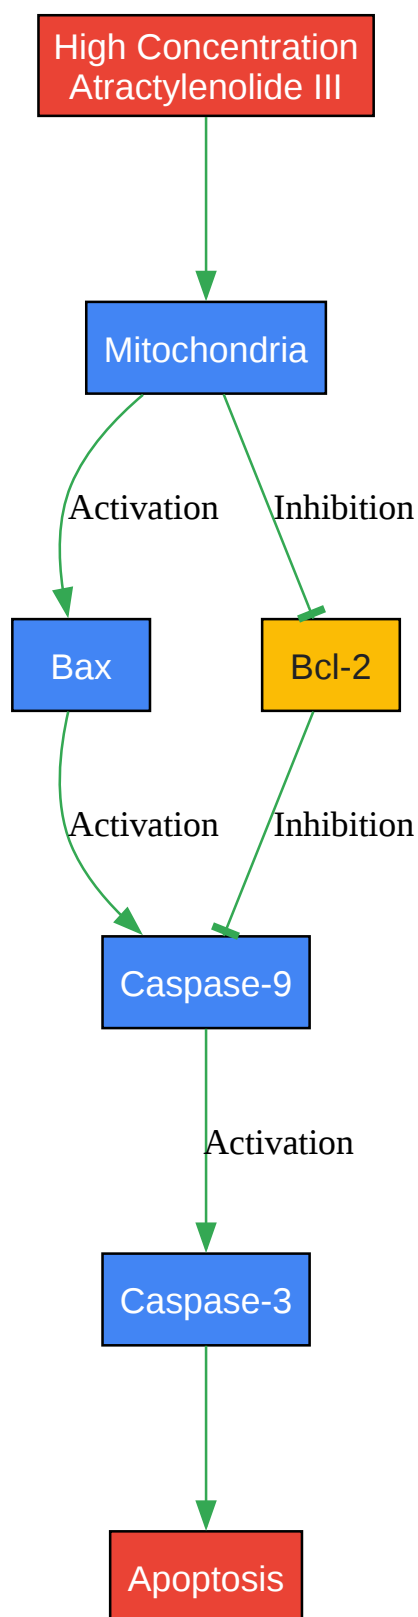 High Concentration
Atractylenolide III
Mitochondria
Activation
Inhibition
Bax
Bcl-2
Activation
Inhibition
Caspase-9
Activation
Caspase-3
Apoptosis